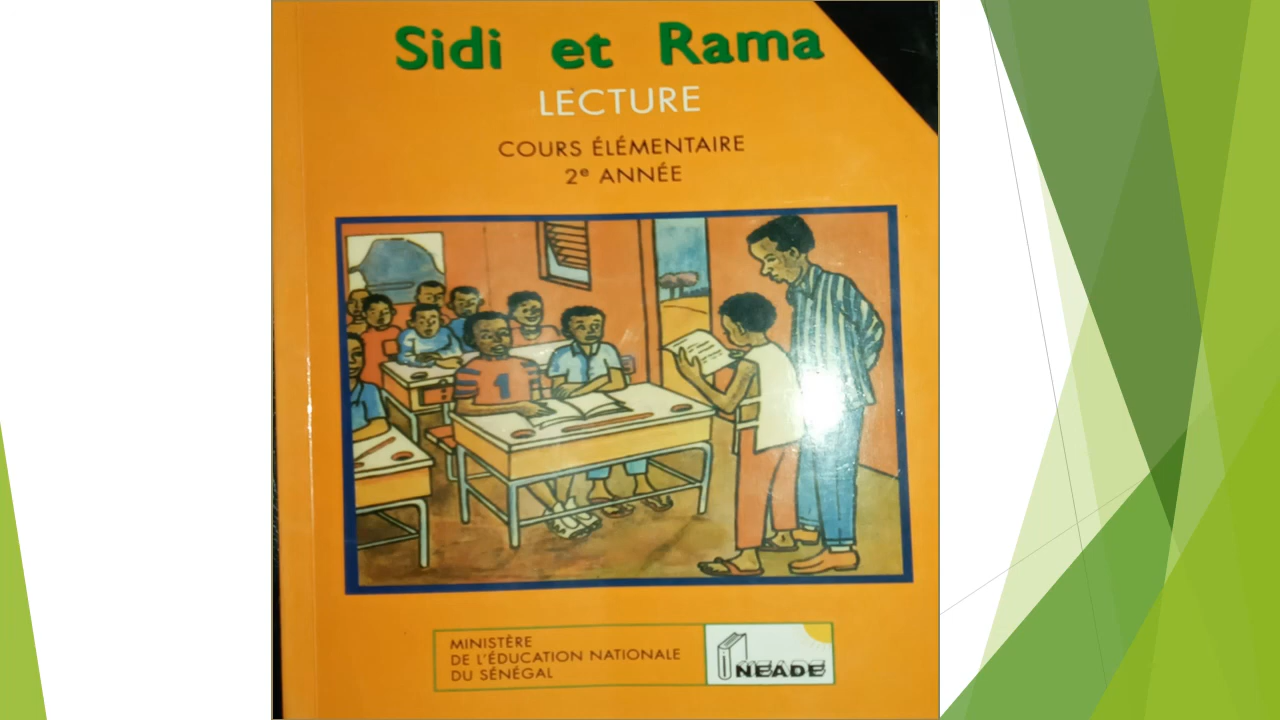 Sidi et Rama
LECTURE
COURS ÉLÉMENTAIRE
2e ANNÉE
1
MINISTÈRE
DE L'ÉDUCATION NATIONALE
DU SÉNÉGAL
NEADE